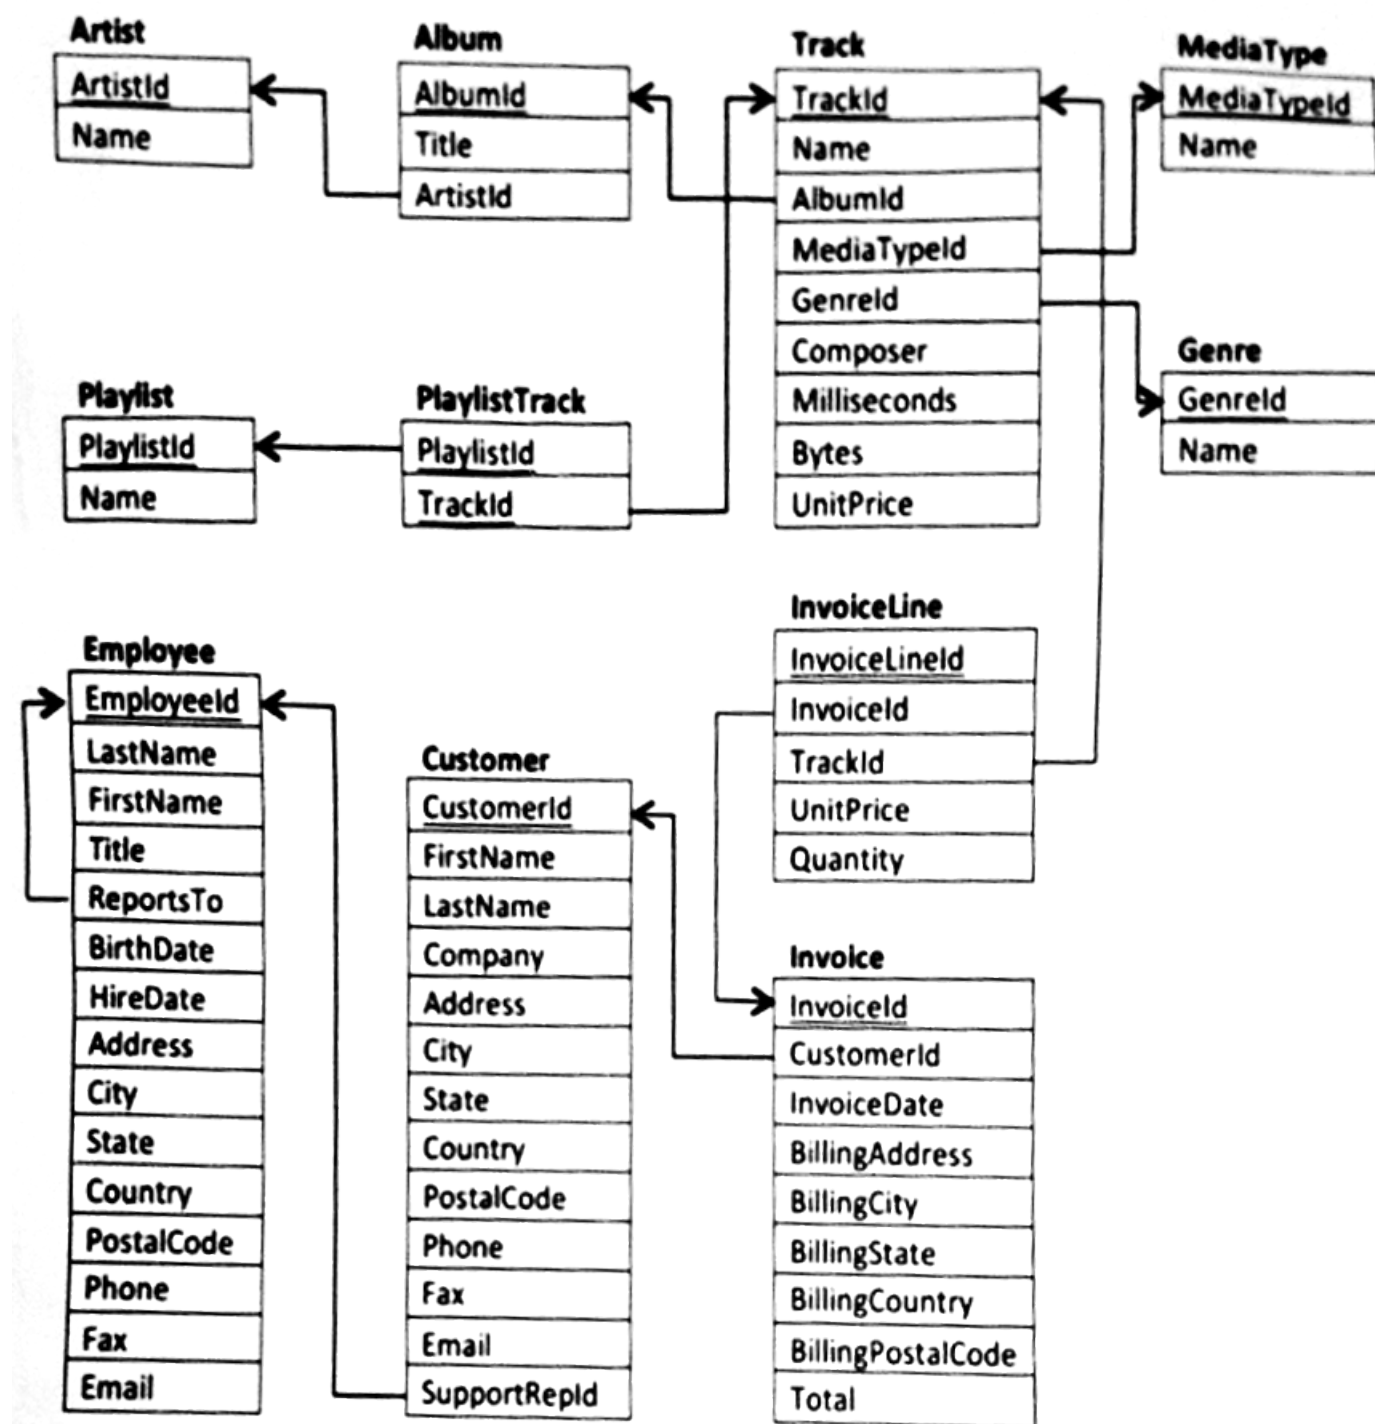 Artist
ArtistId
Name
Album
AlbumId
Title
ArtistId
Track
TrackId
Name
AlbumId
MediaTypeId
GenreId
Composer
Milliseconds
Bytes
UnitPrice
MediaType
MediaTypeId
Name
Genre
GenreId
Name
Playlist
PlaylistId
Name
PlaylistTrack
PlaylistId
TrackId
Employee
EmployeeId
LastName
FirstName
Title
ReportsTo
BirthDate
HireDate
Address
City
State
Country
PostalCode
Phone
Fax
Email
Customer
CustomerId
FirstName
LastName
Company
Address
City
State
Country
PostalCode
Phone
Fax
Email
SupportRepId
InvoiceLine
InvoiceLineId
InvoiceId
TrackId
UnitPrice
Quantity
Invoice
InvoiceId
CustomerId
InvoiceDate
BillingAddress
BillingCity
BillingState
BillingCountry
BillingPostalCode
Total